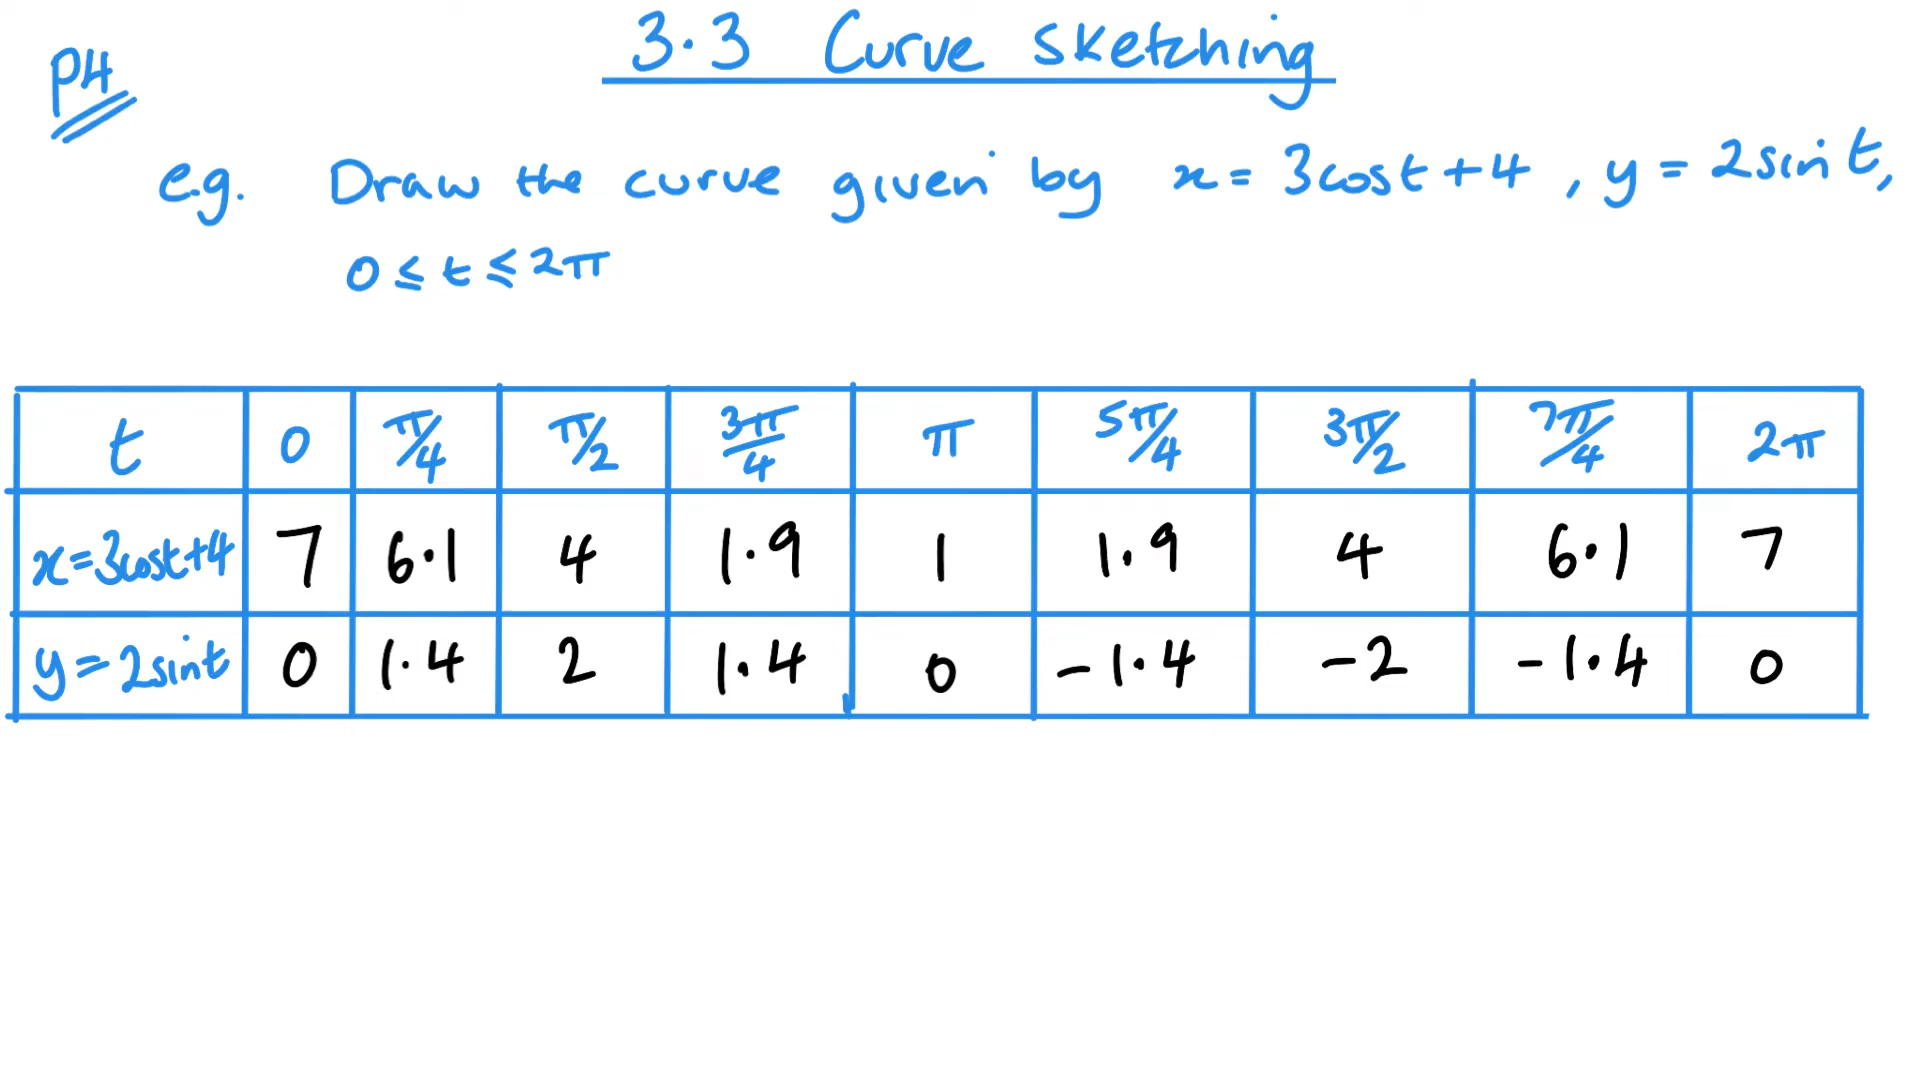 3.3 Curve sketching
P4
e.g. Draw the curve given by x = 3cost + 4, y = 2sint,
0 ≤ t ≤ 2π
t 0 π/4 π/2 3π/4 π 5π/4 3π/2 7π/4 2π
x=3cost+4 7 6.1 4 1.9 1 1.9 4 6.1 7
y=2sint 0 1.4 2 1.4 0 -1.4 -2 -1.4 0